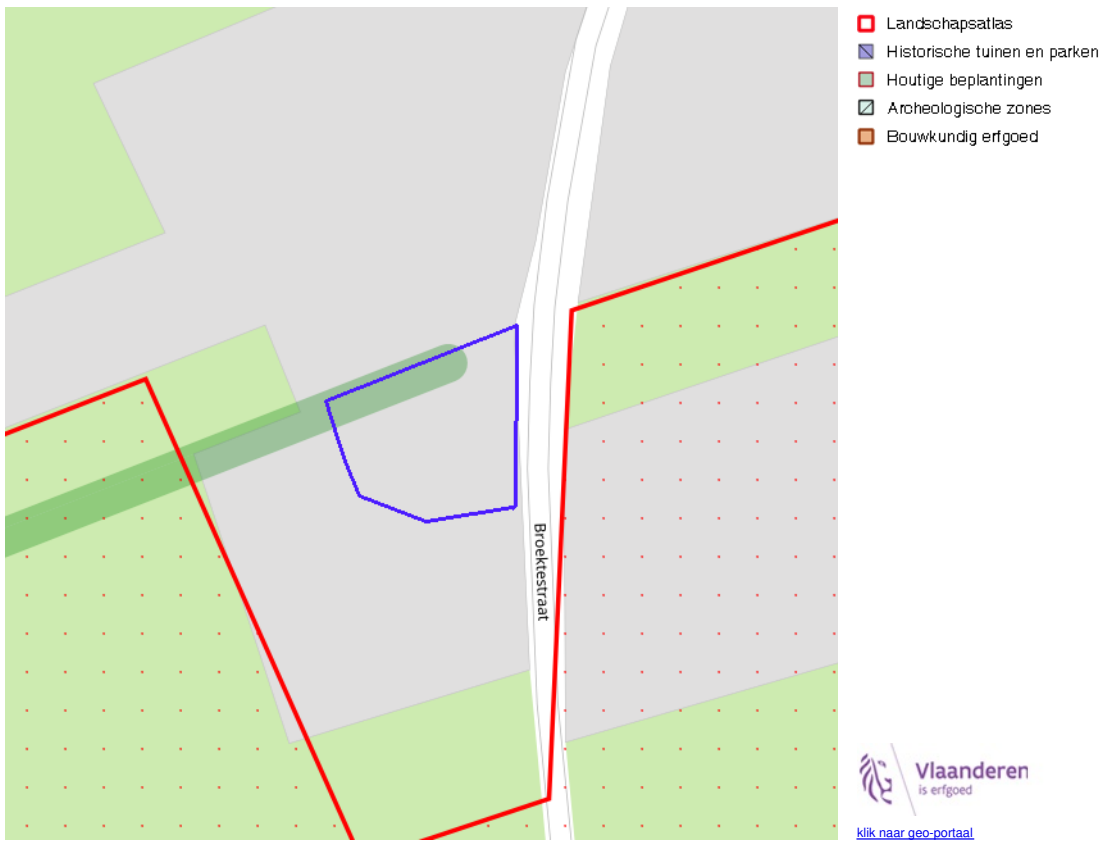 Landschapsatlas
Historische tuinen en parken
Houtige beplantingen
Archeologische zones
Bouwkundig erfgoed
Broektestraat
Vlaanderen
is erfgoed
klik naar geo-portaal